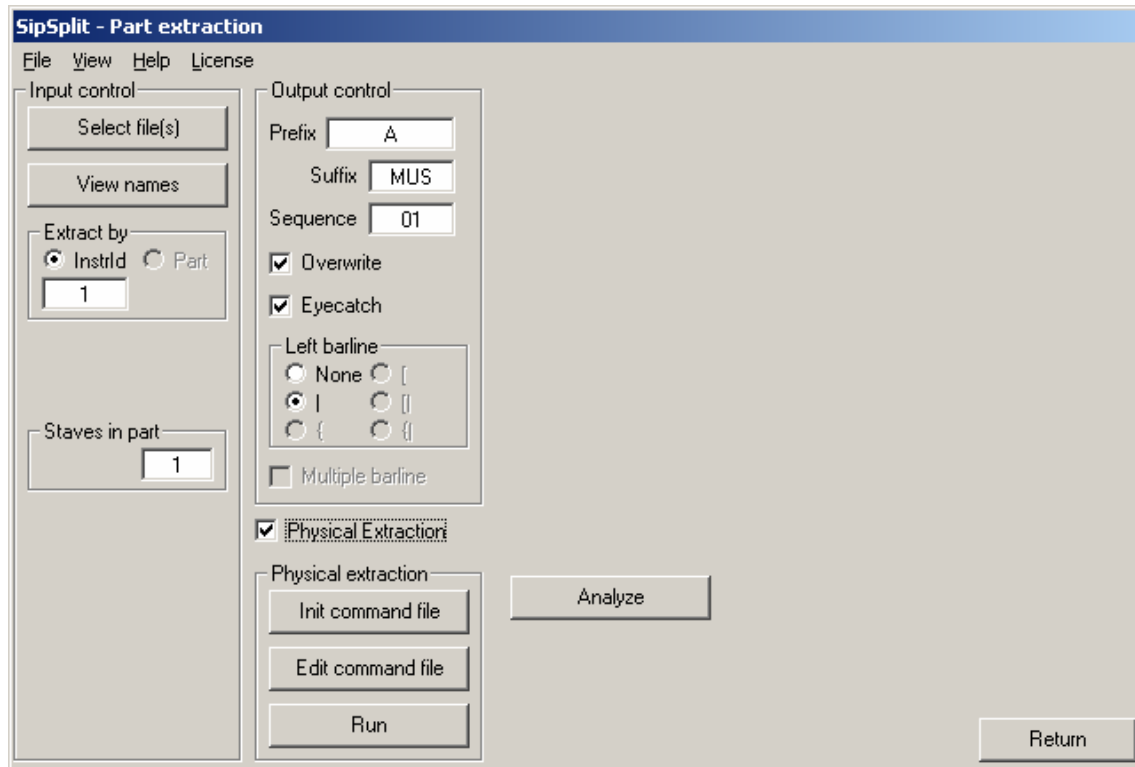 SipSplit - Part extraction
File View Help License
Input control
Select file(s)
View names
Extract by
InstrId Part
1
Staves in part
1
Output control
Prefix A
Suffix MUS
Sequence 01
Overwrite
Eyecatch
Left barline
None [
| [|
{ {|
Multiple barline
Physical Extraction
Physical extraction
Init command file
Edit command file
Run
Analyze
Return